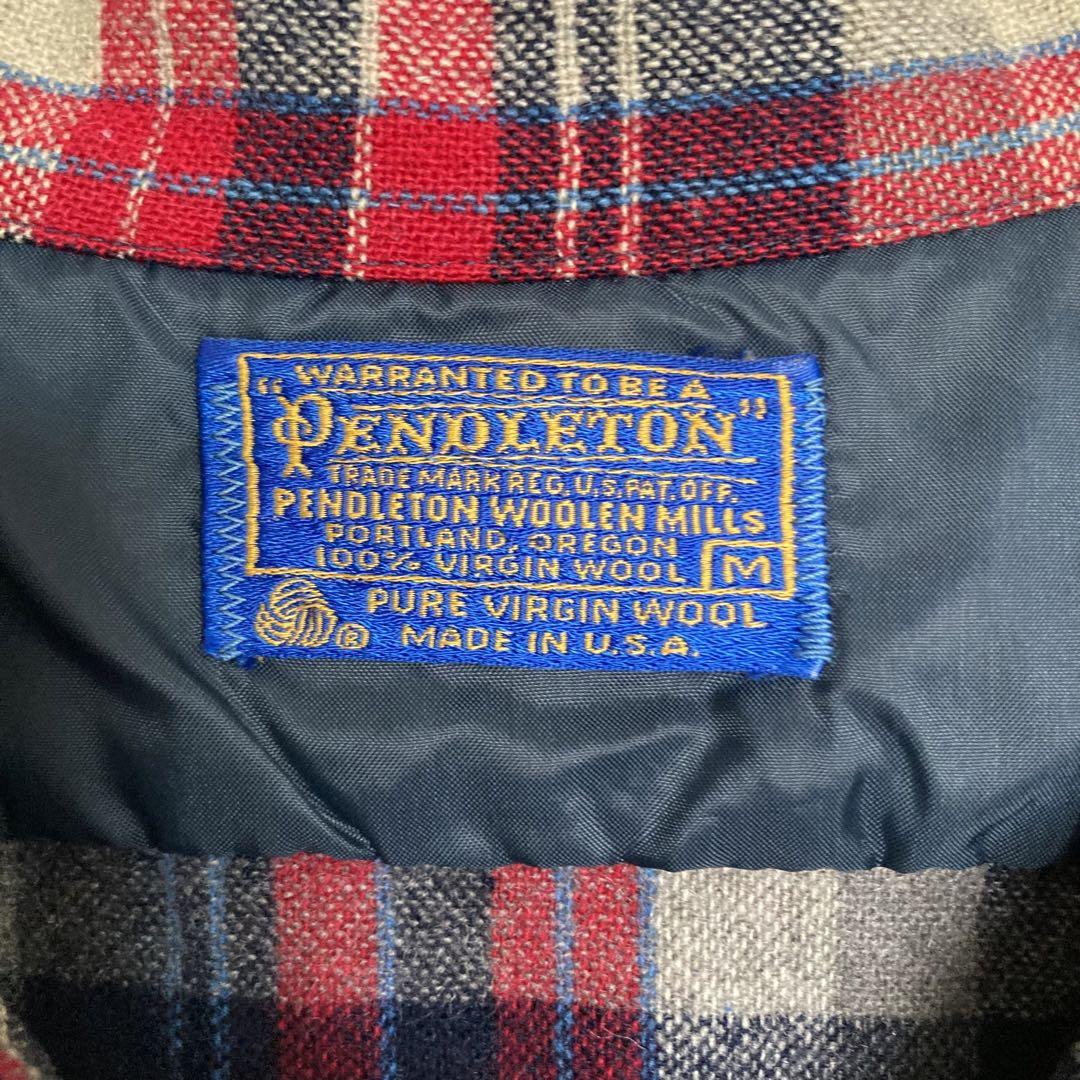 WARRANTED TO BE A
"PENDLETON"
TRADE MARK REG. U.S. PAT. OFF.
PENDLETON WOOLEN MILLS
PORTLAND, OREGON
100% VIRGIN WOOL M
® PURE VIRGIN WOOL
MADE IN U.S.A.